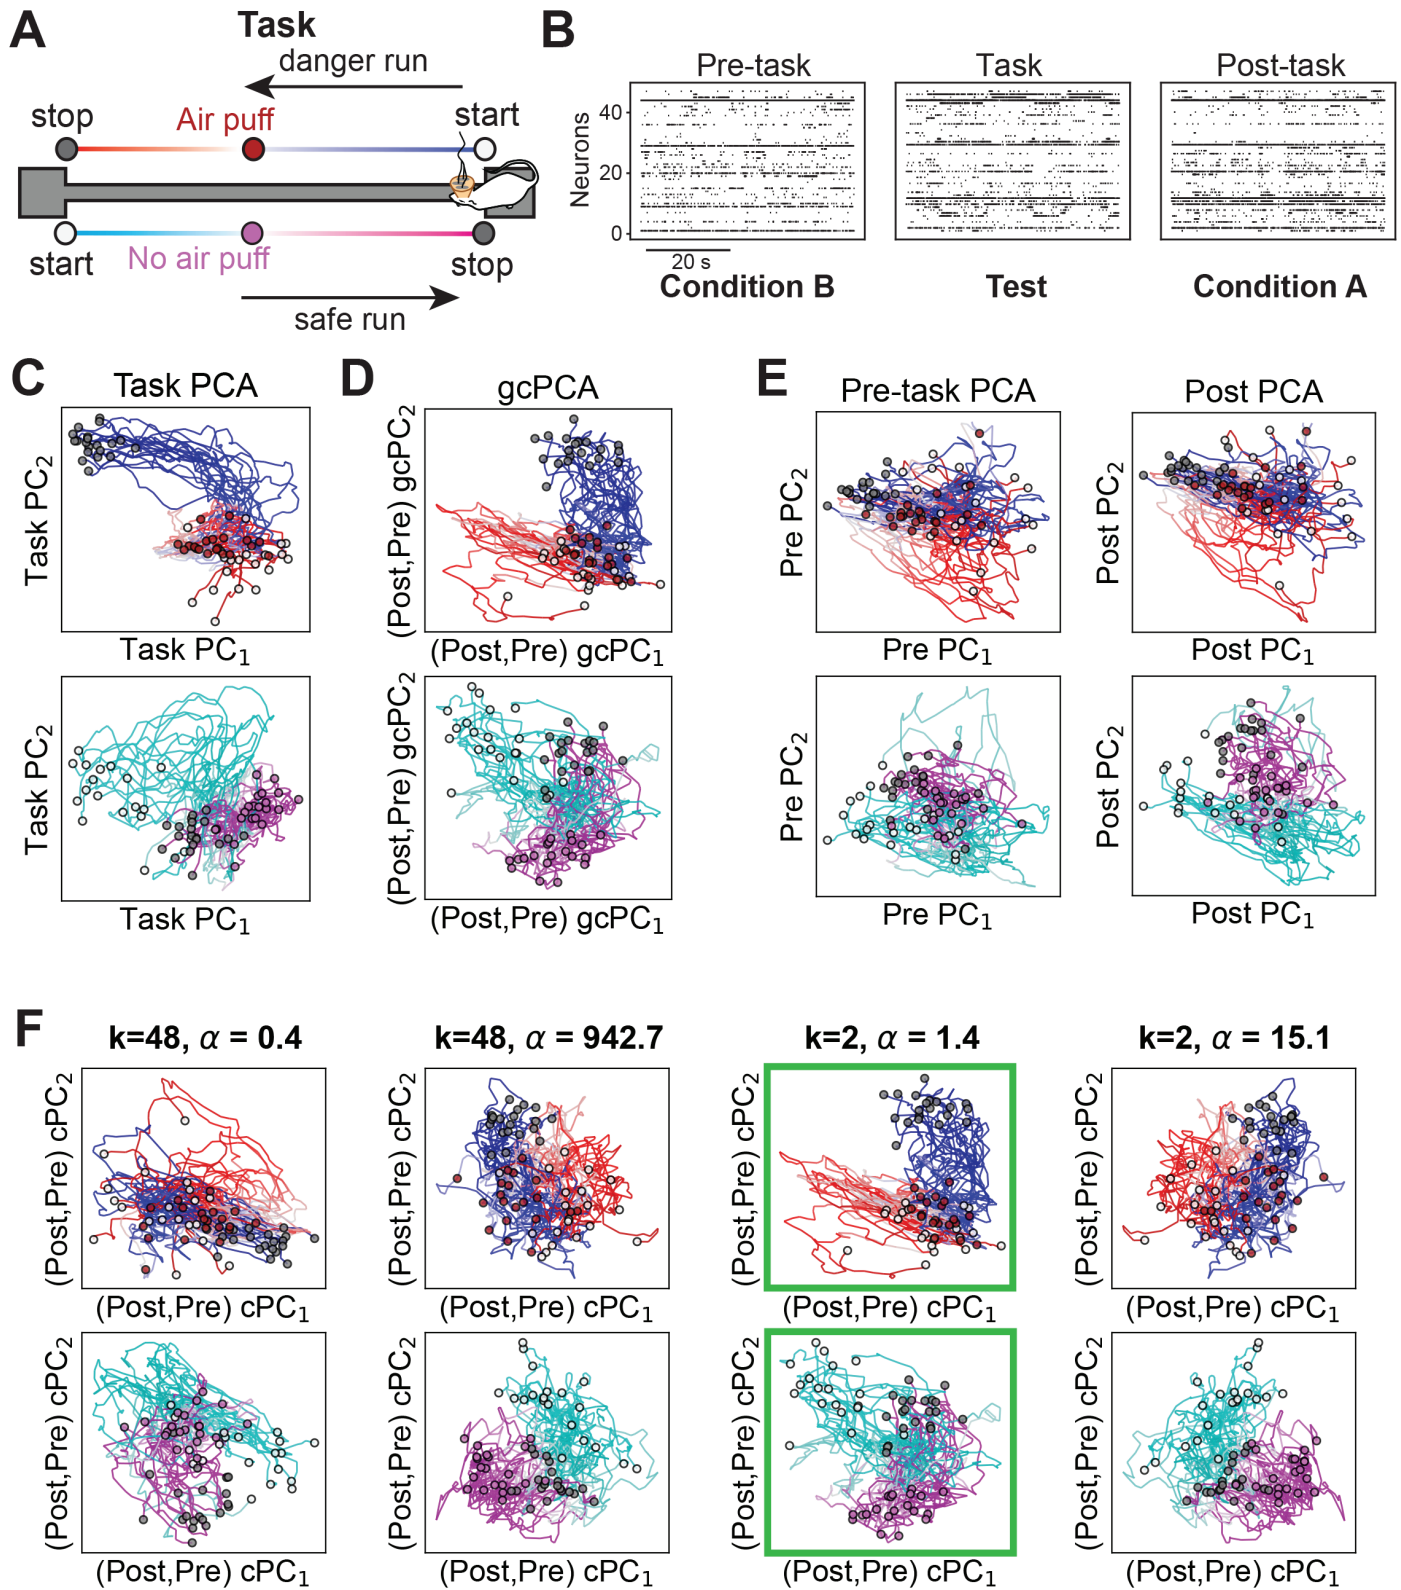 A
Task
danger run
stop
Air puff
start
start
No air puff
stop
safe run
B
Pre-task
Task
Post-task
Neurons
40
20
0
20 s
Condition B
Test
Condition A
C
Task PCA
Task PC2
Task PC1
Task PC2
Task PC1
D
gcPCA
(Post,Pre) gcPC2
(Post,Pre) gcPC1
(Post,Pre) gcPC2
(Post,Pre) gcPC1
E
Pre-task PCA
Post PCA
Pre PC2
Pre PC1
Post PC2
Post PC1
Pre PC2
Pre PC1
Post PC2
Post PC1
F
k=48, α = 0.4
k=48, α = 942.7
k=2, α = 1.4
k=2, α = 15.1
(Post,Pre) cPC2
(Post,Pre) cPC1
(Post,Pre) cPC2
(Post,Pre) cPC1
(Post,Pre) cPC2
(Post,Pre) cPC1
(Post,Pre) cPC2
(Post,Pre) cPC1
(Post,Pre) cPC2
(Post,Pre) cPC1
(Post,Pre) cPC2
(Post,Pre) cPC1
(Post,Pre) cPC2
(Post,Pre) cPC1
(Post,Pre) cPC2
(Post,Pre) cPC1